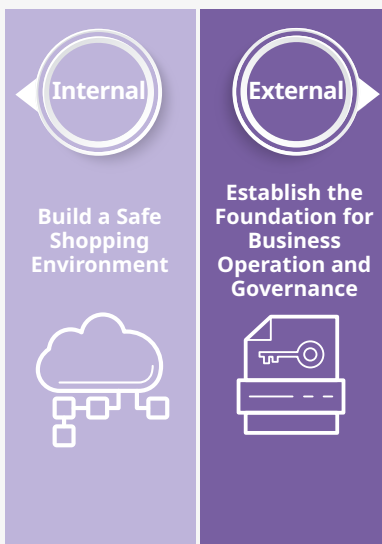 Internal
Build a Safe
Shopping
Environment
External
Establish the
Foundation for
Business
Operation and
Governance